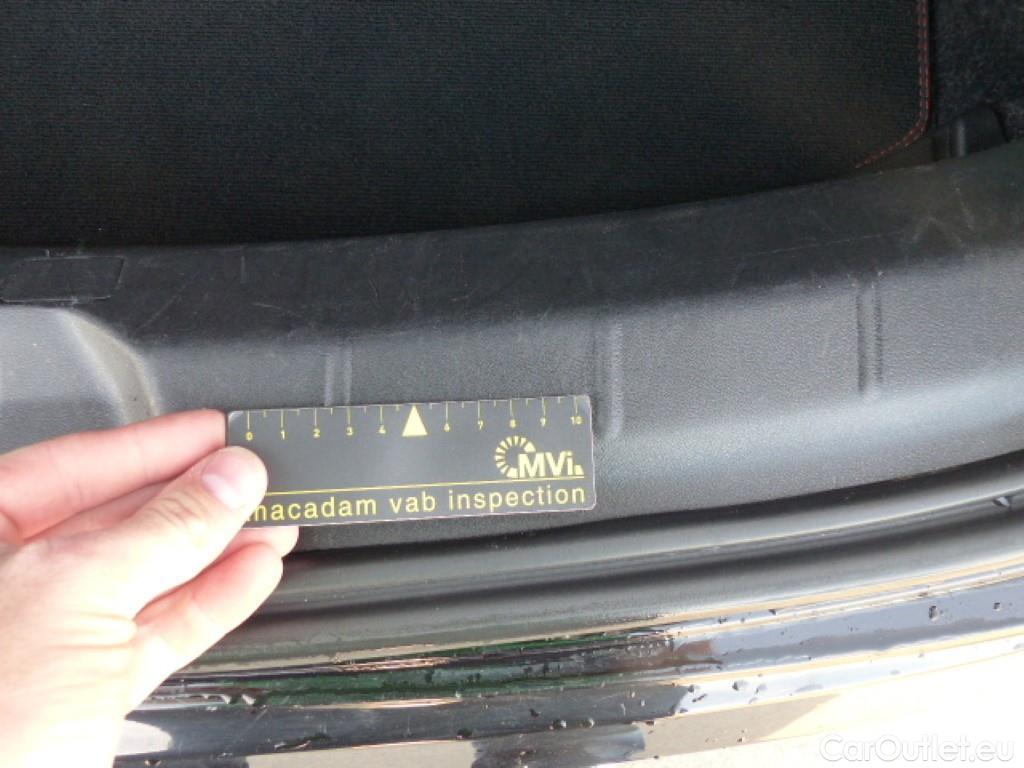 0 1 2 3 4 6 7 8 9 10
MVi.
macadam vab inspection
CarOutlet.eu